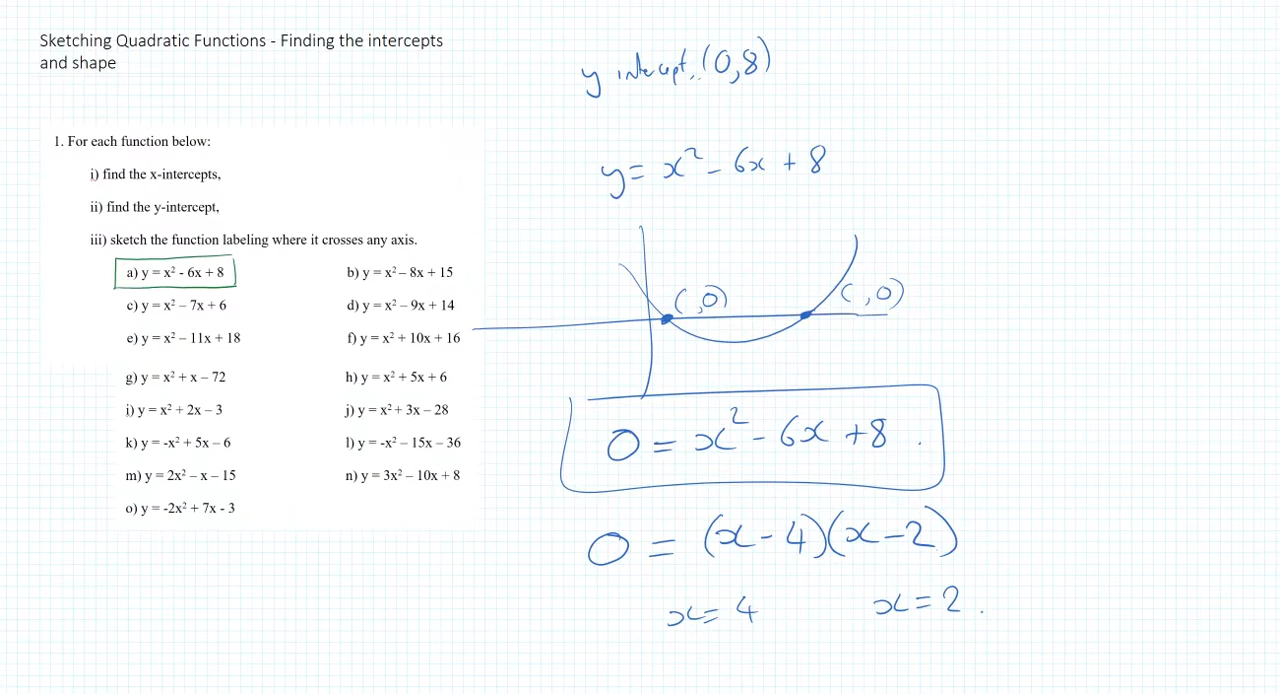 Sketching Quadratic Functions - Finding the intercepts
and shape
1. For each function below:
i) find the x-intercepts,
ii) find the y-intercept,
iii) sketch the function labeling where it crosses any axis.
a) y = x² - 6x + 8
b) y = x² – 8x + 15
c) y = x² – 7x + 6
d) y = x² – 9x + 14
e) y = x² – 11x + 18
f) y = x² + 10x + 16
g) y = x² + x – 72
h) y = x² + 5x + 6
i) y = x² + 2x – 3
j) y = x² + 3x – 28
k) y = -x² + 5x – 6
l) y = -x² – 15x – 36
m) y = 2x² – x – 15
n) y = 3x² – 10x + 8
o) y = -2x² + 7x - 3
y intercept, (0,8)
y = x² - 6x + 8
( ,0)
( ,0)
0 = x² - 6x + 8 .
0 = (x - 4)(x - 2)
x = 4
x = 2 .